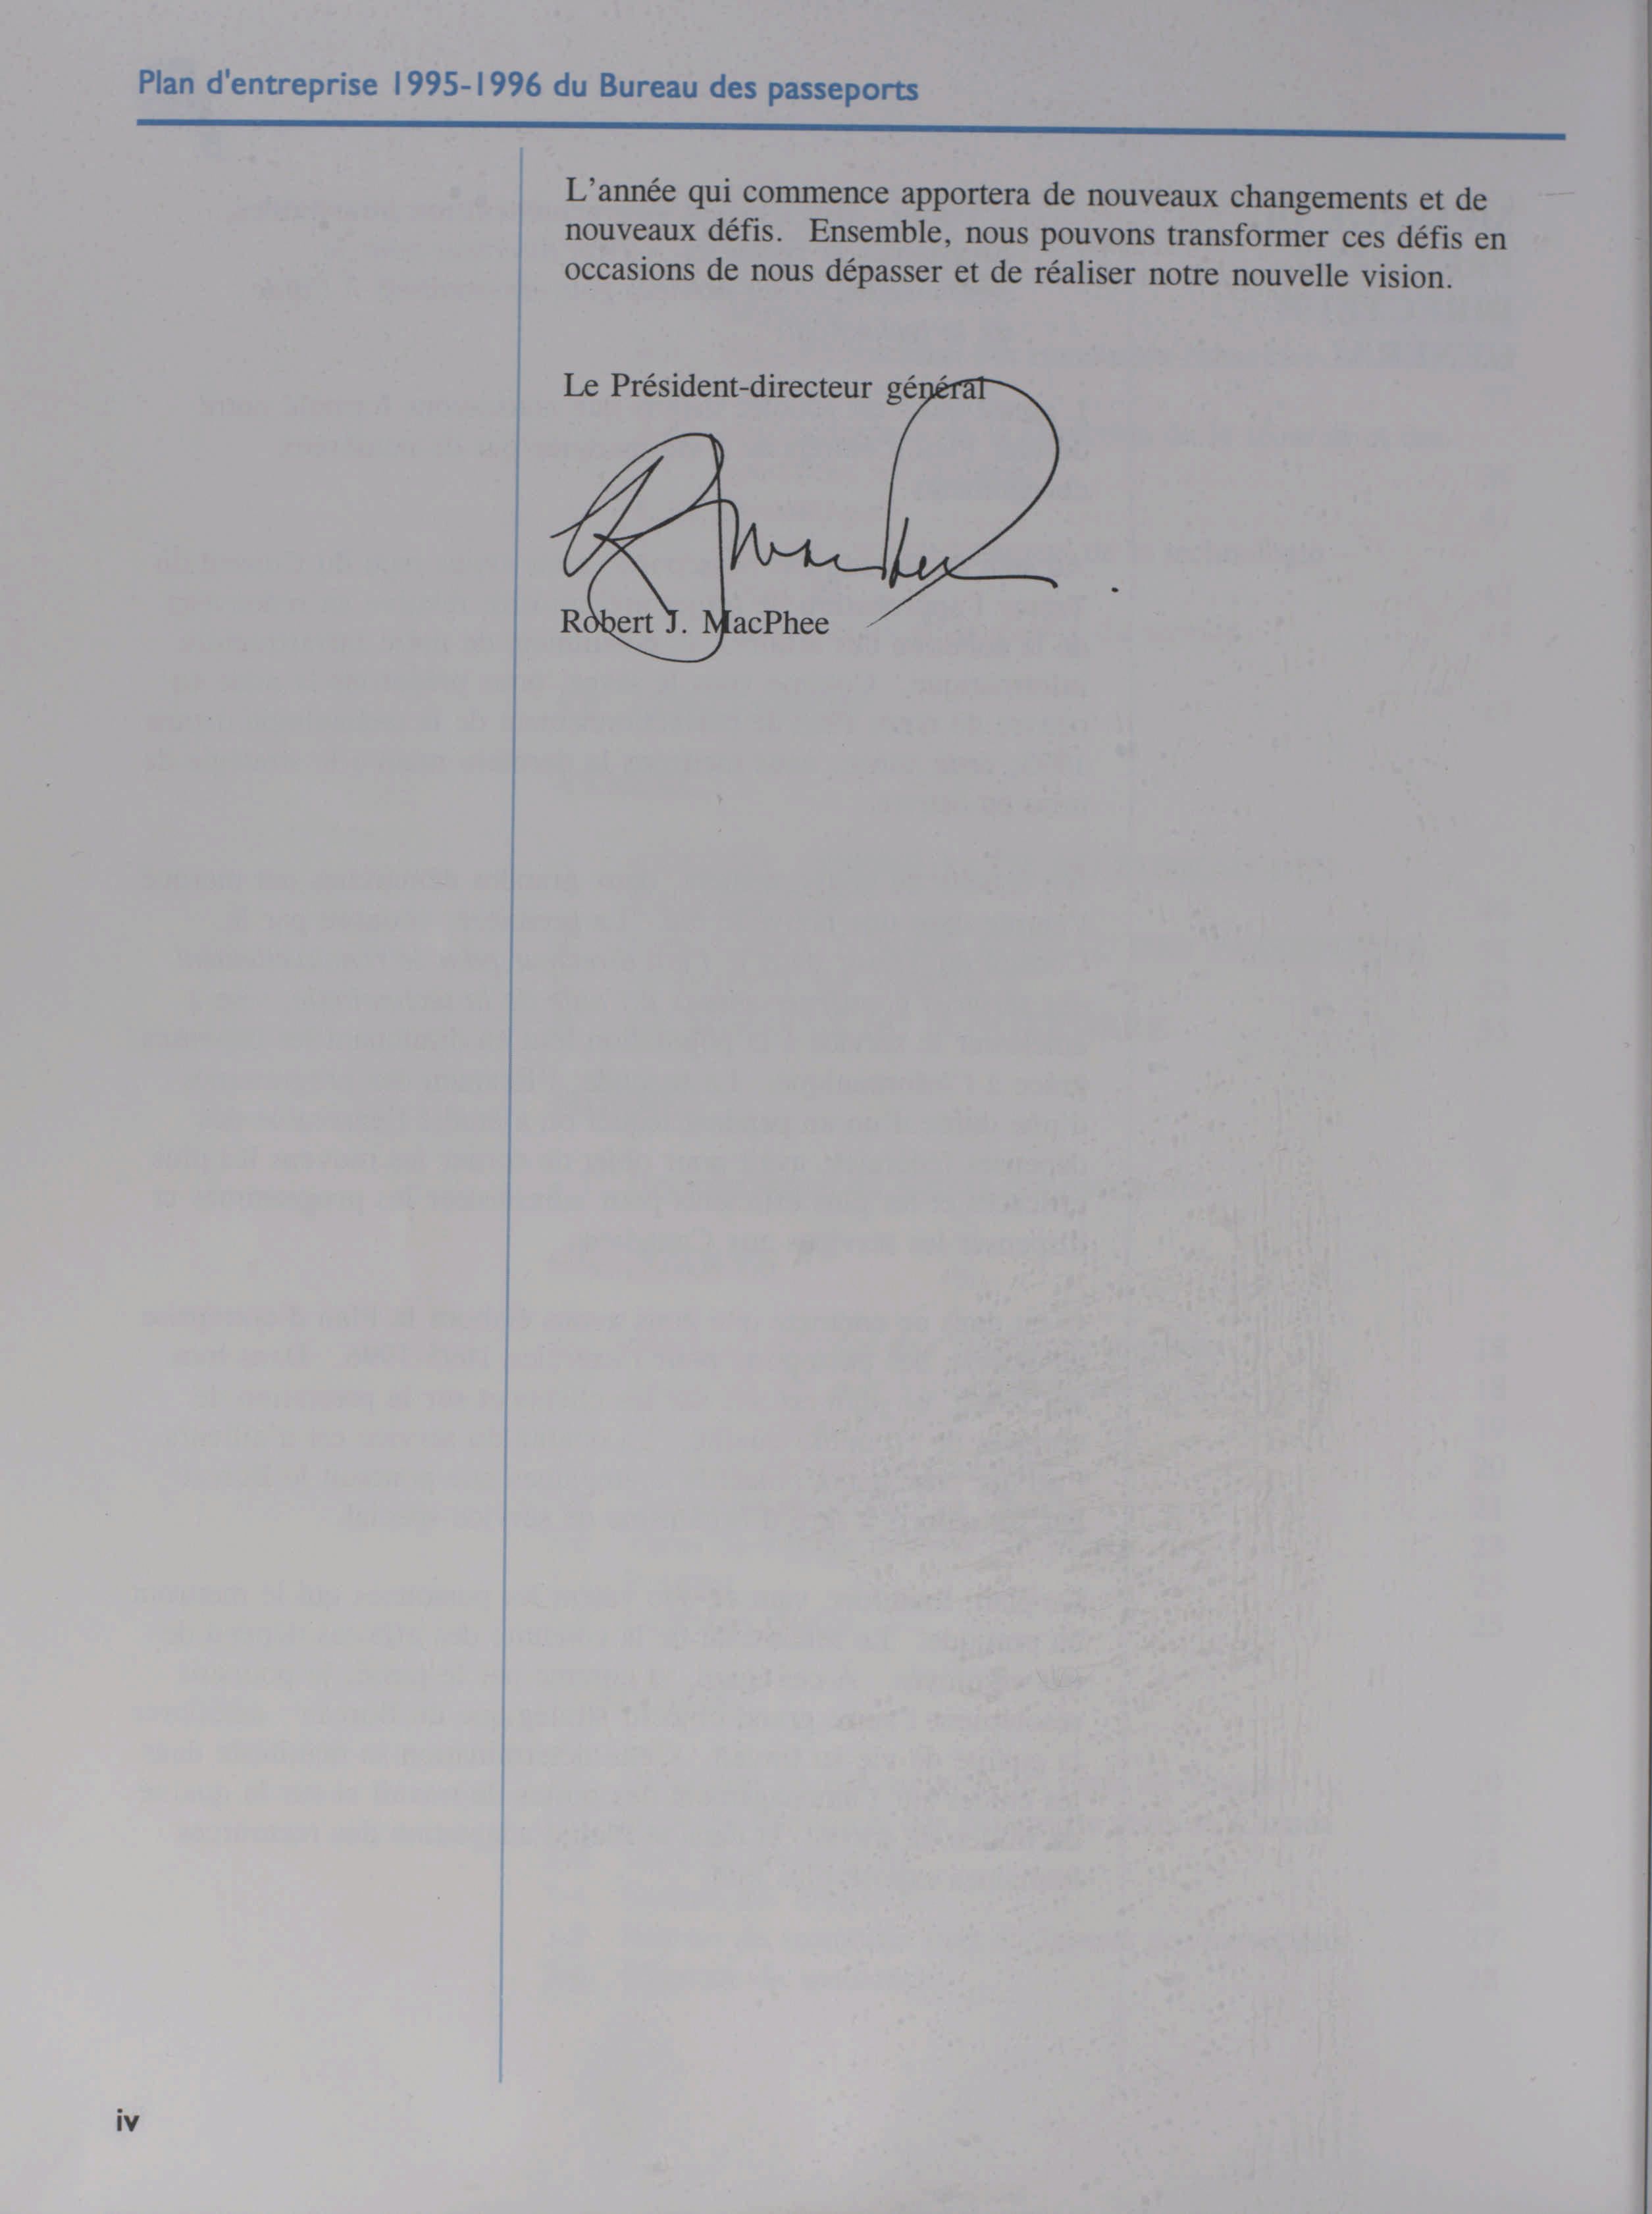 Plan d'entreprise 1995-1996 du Bureau des passeports
L'année qui commence apportera de nouveaux changements et de
nouveaux défis. Ensemble, nous pouvons transformer ces défis en
occasions de nous dépasser et de réaliser notre nouvelle vision.
Le Président-directeur général
RJ MacPhee
Robert J. MacPhee
iv